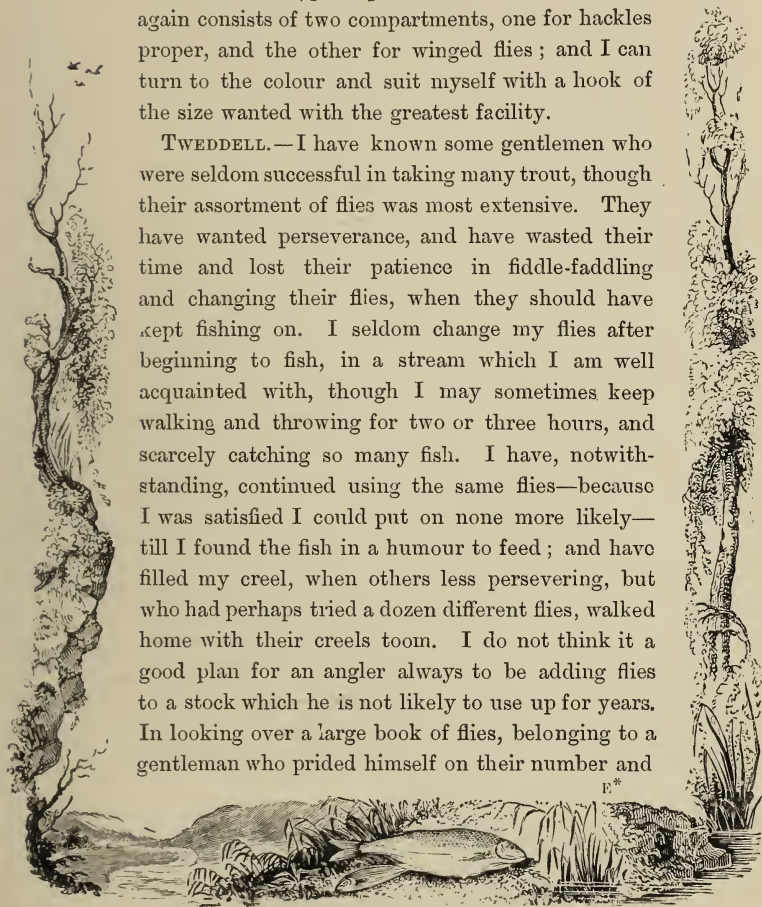 again consists of two compartments, one for hackles
proper, and the other for winged flies; and I can
turn to the colour and suit myself with a hook of
the size wanted with the greatest facility.
TWEDDELL.—I have known some gentlemen who
were seldom successful in taking many trout, though
their assortment of flies was most extensive. They
have wanted perseverance, and have wasted their
time and lost their patience in fiddle-faddling
and changing their flies, when they should have
kept fishing on. I seldom change my flies after
beginning to fish, in a stream which I am well
acquainted with, though I may sometimes keep
walking and throwing for two or three hours, and
scarcely catching so many fish. I have, notwith-
standing, continued using the same flies—because
I was satisfied I could put on none more likely—
till I found the fish in a humour to feed; and have
filled my creel, when others less persevering, but
who had perhaps tried a dozen different flies, walked
home with their creels toom. I do not think it a
good plan for an angler always to be adding flies
to a stock which he is not likely to use up for years.
In looking over a large book of flies, belonging to a
gentleman who prided himself on their number and
E*